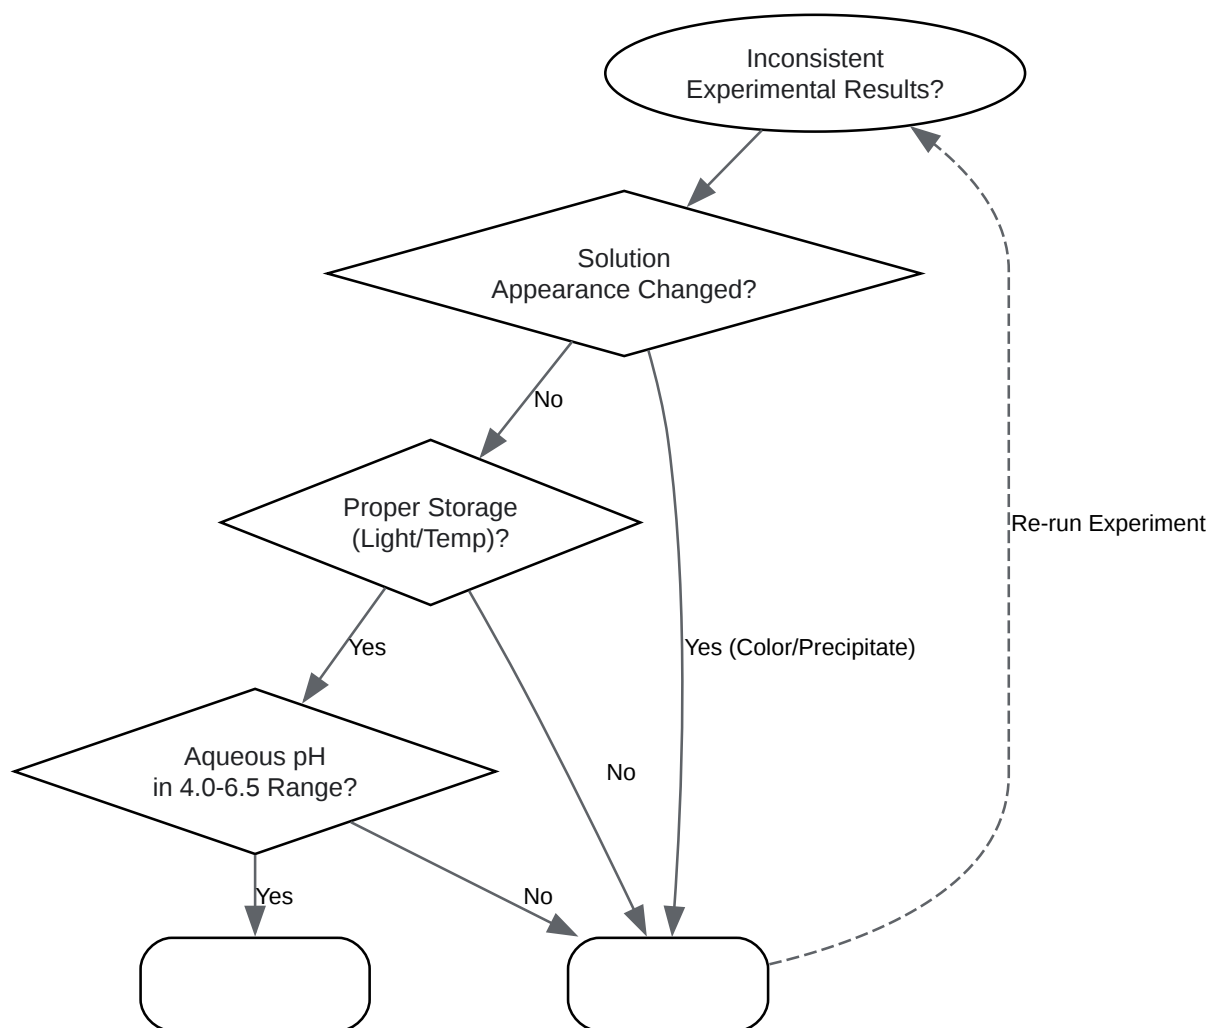 Inconsistent
Experimental Results?
Solution
Appearance Changed?
No
Proper Storage
(Light/Temp)?
Re-run Experiment
Yes
Yes (Color/Precipitate)
Aqueous pH
in 4.0-6.5 Range?
No
Yes
No